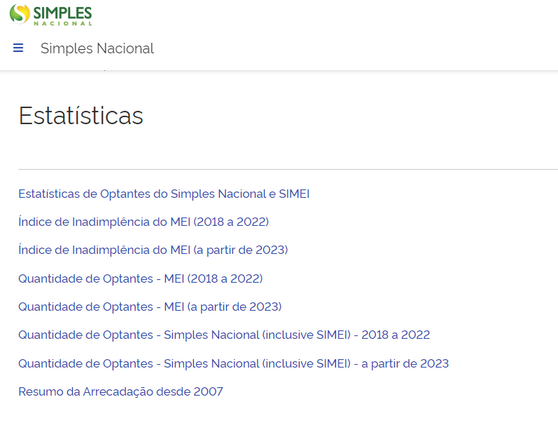 SIMPLES
NACIONAL
Simples Nacional
Estatísticas
Estatísticas de Optantes do Simples Nacional e SIMEI
Índice de Inadimplência do MEI (2018 a 2022)
Índice de Inadimplência do MEI (a partir de 2023)
Quantidade de Optantes - MEI (2018 a 2022)
Quantidade de Optantes - MEI (a partir de 2023)
Quantidade de Optantes - Simples Nacional (inclusive SIMEI) - 2018 a 2022
Quantidade de Optantes - Simples Nacional (inclusive SIMEI) - a partir de 2023
Resumo da Arrecadação desde 2007